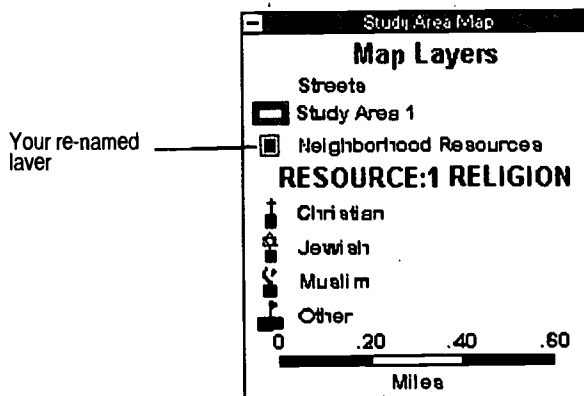 Study Area Map
Map Layers
Streets
Study Area 1
Your re-named
laver
Neighborhood Resources
RESOURCE:1 RELIGION
Christian
Jewish
Muslim
Other
0 .20 .40 .60
Miles